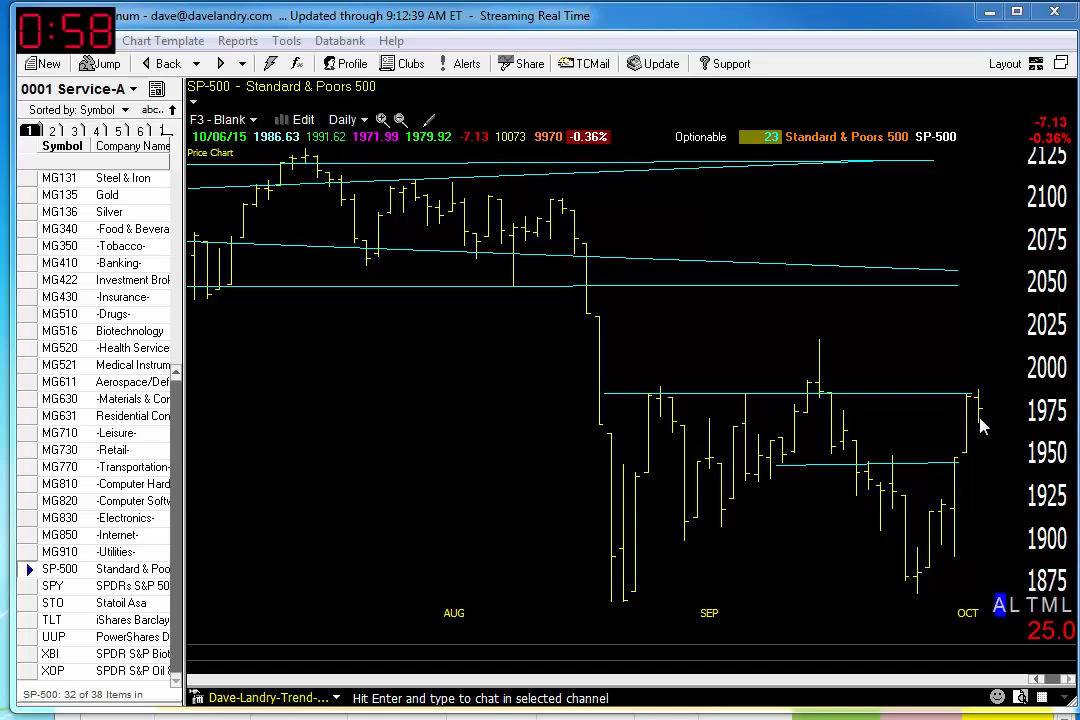 0:58
num - dave@davelandry.com ... Updated through 9:12:39 AM ET - Streaming Real Time
Chart Template Reports Tools Databank Help
New Jump Back Profile Clubs Alerts Share TCMail Update Support Layout
0001 Service-A
SP-500 - Standard & Poors 500
Sorted by: Symbol abc..
F3 - Blank Edit Daily
1 2 3 4 5 6
10/06/15 1986.63 1991.62 1971.99 1979.92 -7.13 10073 9970 -0.36% Optionable 23 Standard & Poors 500 SP-500
-7.13
-0.36%
Symbol Company Name
Price Chart
MG131 Steel & Iron
MG135 Gold
MG136 Silver
MG340 -Food & Bevera
MG350 -Tobacco-
MG410 -Banking-
MG422 Investment Brok
MG430 -Insurance-
MG510 -Drugs-
MG516 Biotechnology
MG520 -Health Service
MG521 Medical Instrum
MG611 Aerospace/Def
MG630 -Materials & Cor
MG631 Residential Con
MG710 -Leisure-
MG730 -Retail-
MG770 -Transportation-
MG810 -Computer Hard
MG820 -Computer Softw
MG830 -Electronics-
MG850 -Internet-
MG910 -Utilities-
SP-500 Standard & Poo
SPY SPDRs S&P 50
STO Statoil Asa
TLT iShares Barclay
UUP PowerShares D
XBI SPDR S&P Biot
XOP SPDR S&P Oil &
2125
2100
2075
2050
2025
2000
1975
1950
1925
1900
1875
AUG SEP OCT
A L T M L
25.0
SP-500: 32 of 38 Items in
Dave-Landry-Trend-... Hit Enter and type to chat in selected channel